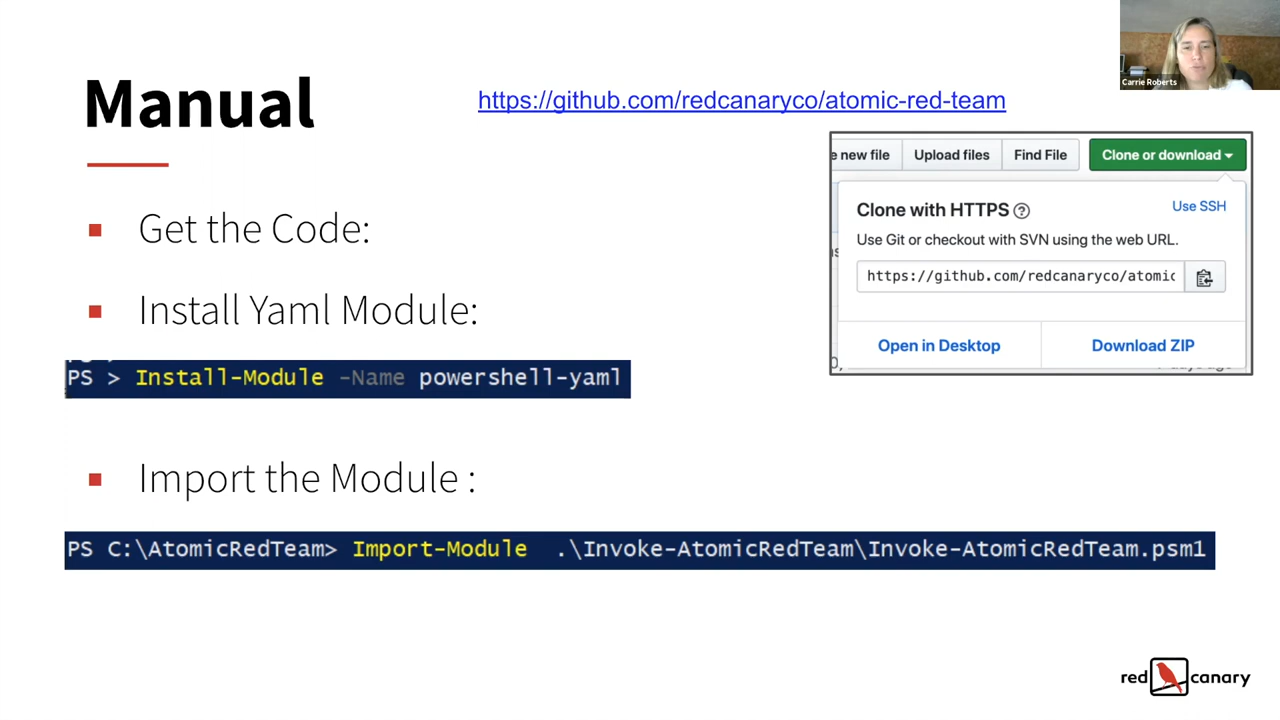 Carrie Roberts
Manual
https://github.com/redcanaryco/atomic-red-team
e new file Upload files Find File Clone or download
Clone with HTTPS ? Use SSH
Use Git or checkout with SVN using the web URL.
https://github.com/redcanaryco/atomic
Open in Desktop Download ZIP
Get the Code:
Install Yaml Module:
PS > Install-Module -Name powershell-yaml
Import the Module :
PS C:\AtomicRedTeam> Import-Module .\Invoke-AtomicRedTeam\Invoke-AtomicRedTeam.psm1
red canary